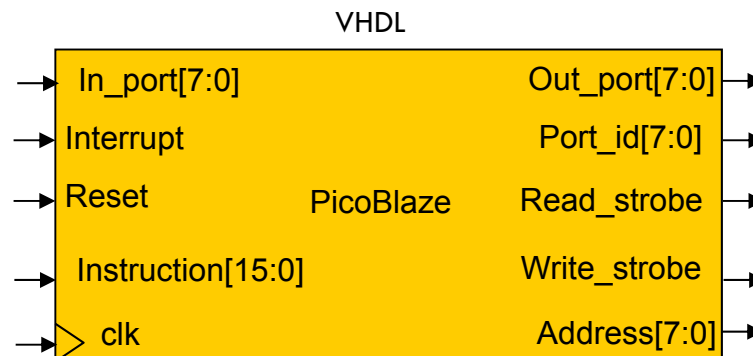 VHDL
In_port[7:0]
Out_port[7:0]
Interrupt
Port_id[7:0]
Reset
PicoBlaze
Read_strobe
Instruction[15:0]
Write_strobe
clk
Address[7:0]